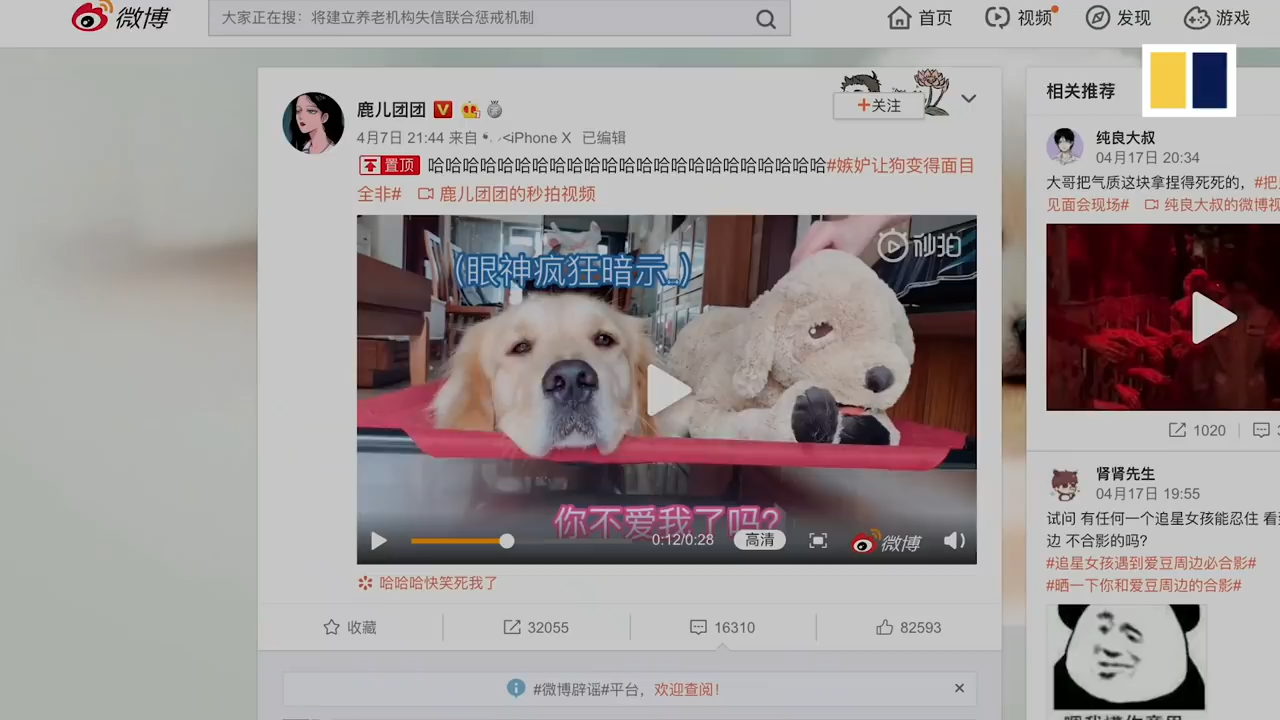 微博
大家正在搜：将建立养老机构失信联合惩戒机制
首页
视频
发现
游戏
鹿儿团团
+关注
4月7日 21:44 来自
<iPhone X 已编辑
置顶 哈哈哈哈哈哈哈哈哈哈哈哈哈哈哈哈哈哈哈哈哈哈哈#嫉妒让狗变得面目
全非# 鹿儿团团的秒拍视频
秒拍
(眼神疯狂暗示..)
你不爱我了吗?
0:12/0:28
高清
微博
哈哈哈快笑死我了
收藏
32055
16310
82593
#微博辟谣#平台，欢迎查阅！
相关推荐
纯良大叔
04月17日 20:34
大哥把气质这块拿捏得死死的，#把
见面会现场# 纯良大叔的微博视
1020
肾肾先生
04月17日 19:55
试问 有任何一个追星女孩能忍住 看
边 不合影的吗?
#追星女孩遇到爱豆周边必合影#
#晒一下你和爱豆周边的合影#